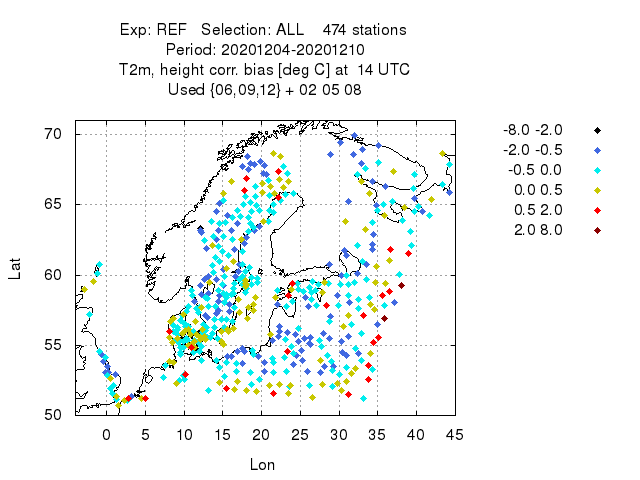 Exp: REF   Selection: ALL    474 stations
Period: 20201204-20201210
T2m, height corr. bias [deg C] at  14 UTC
Used {06,09,12} + 02 05 08
70
65
60
55
50
0 5 10 15 20 25 30 35 40 45
Lat
Lon
-8.0 -2.0
-2.0 -0.5
-0.5 0.0
0.0 0.5
0.5 2.0
2.0 8.0